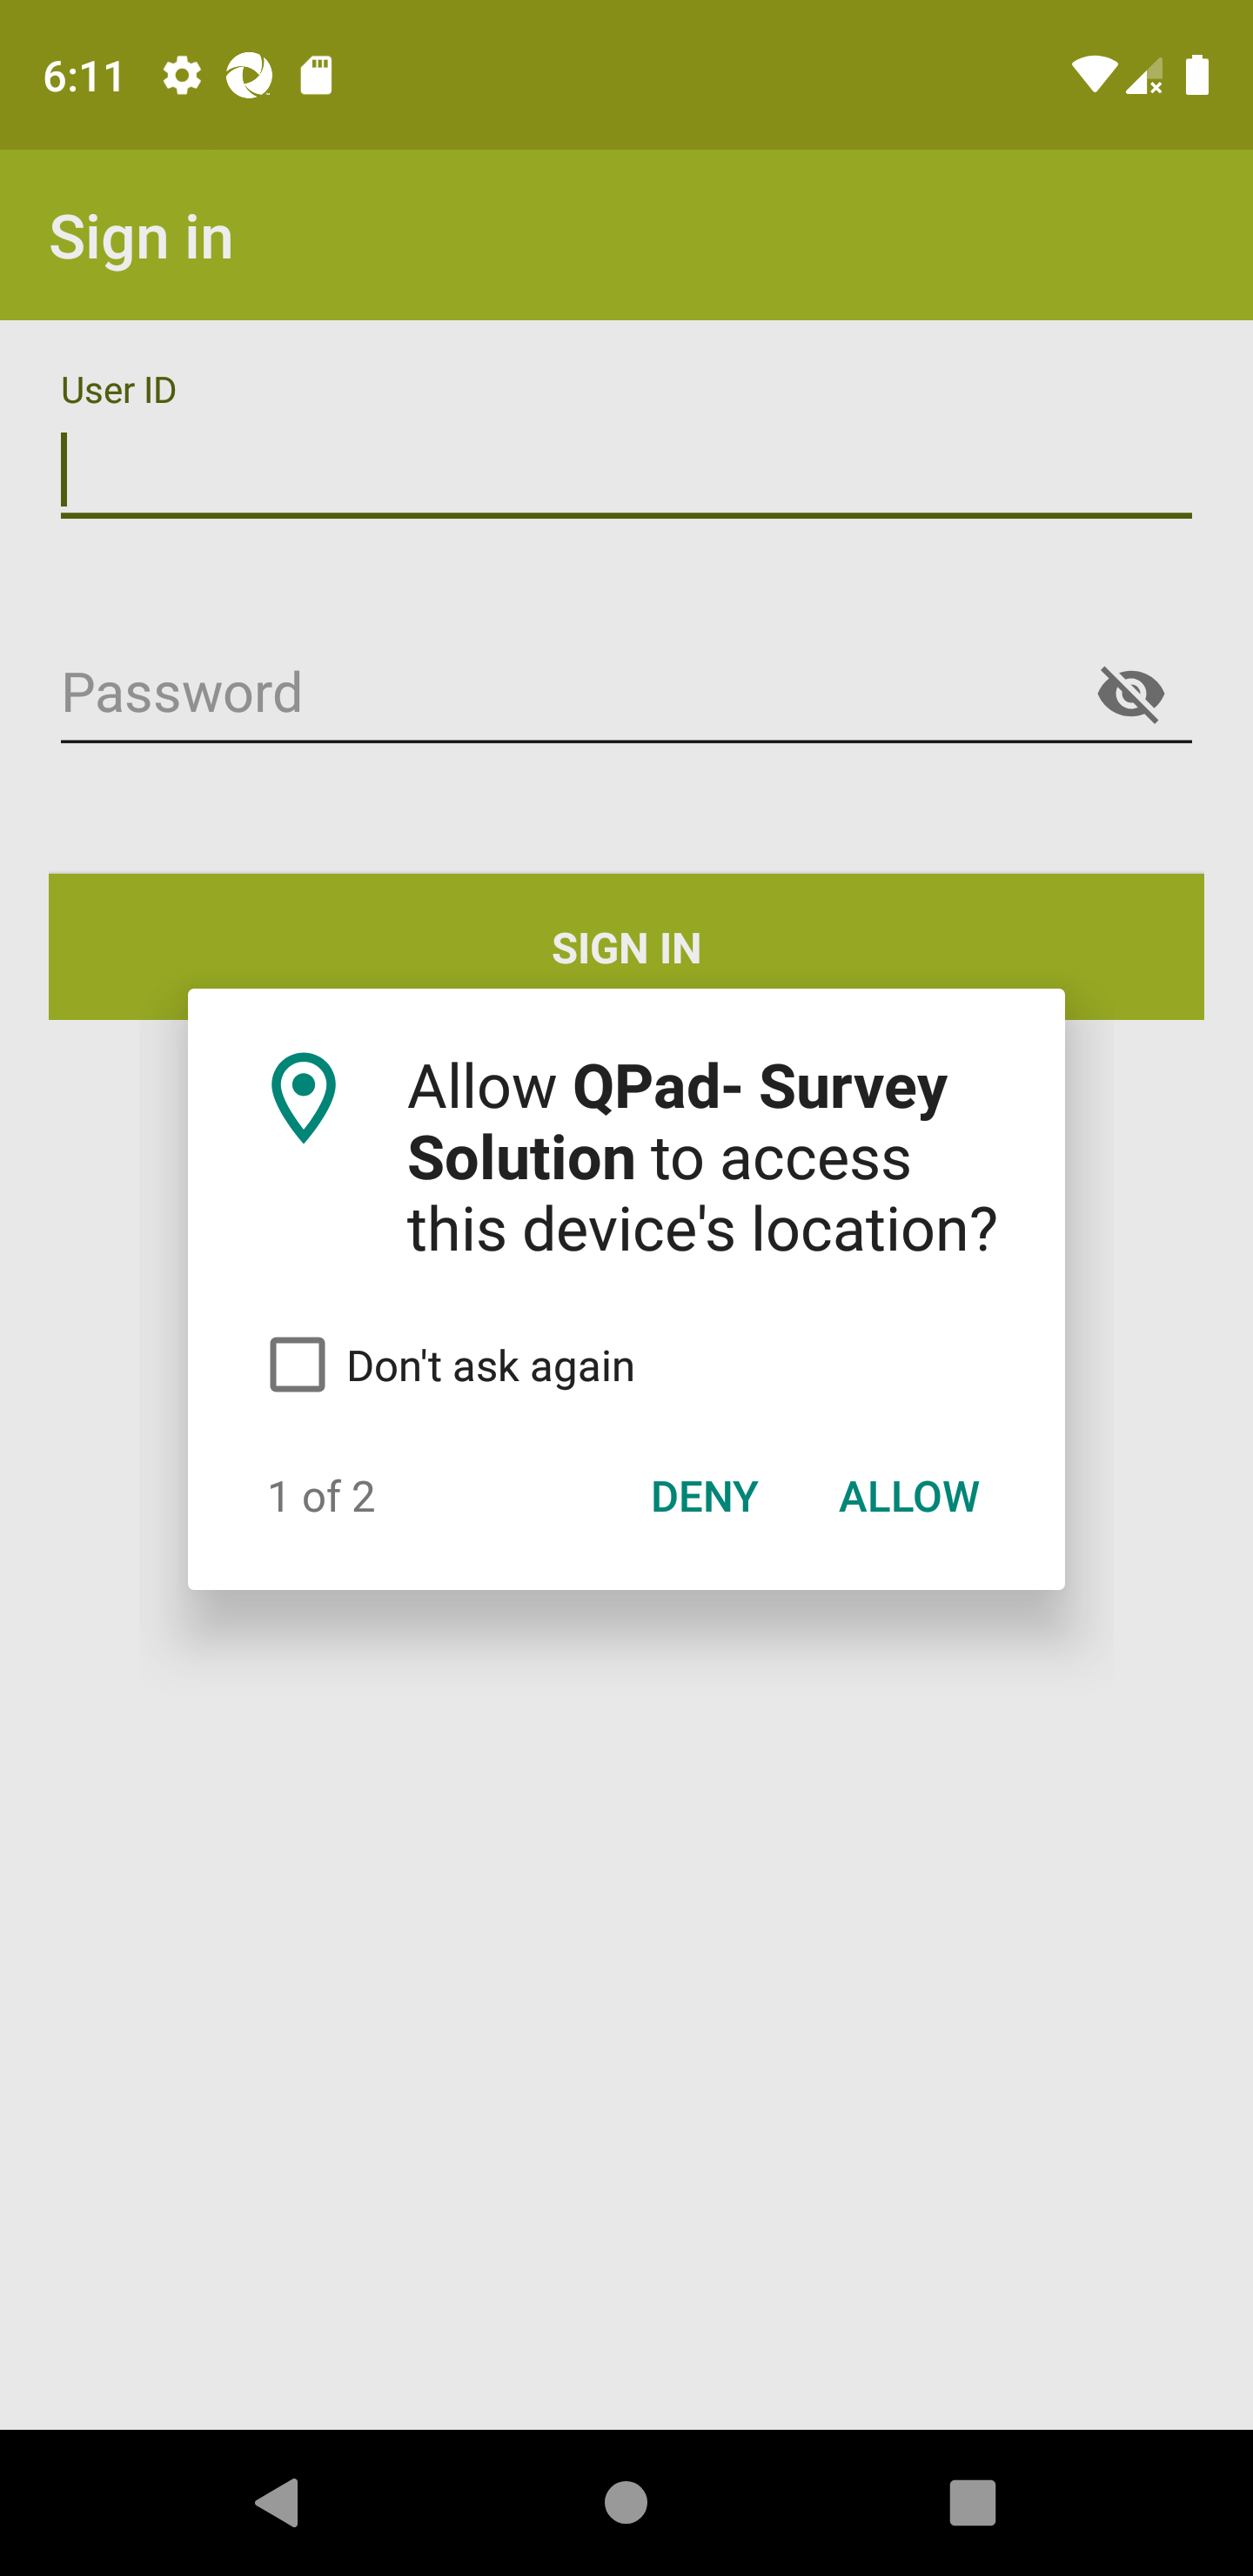 6:11
Sign in
User ID
Password
SIGN IN
Allow QPad- Survey
Solution to access
this device's location?
Don't ask again
1 of 2
DENY
ALLOW